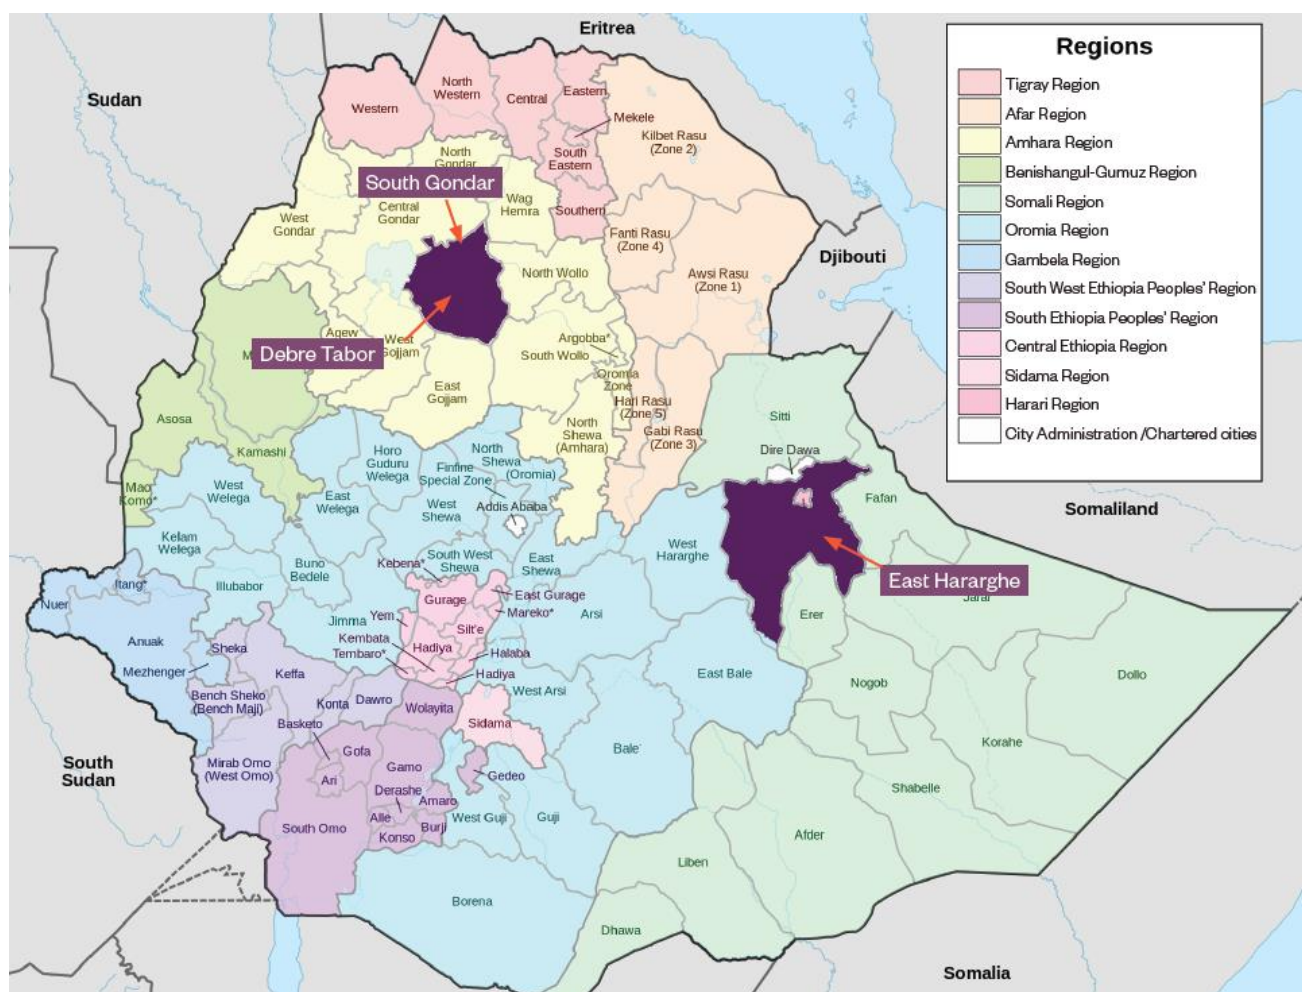 Eritrea
Sudan
Regions
Tigray Region
Afar Region
Amhara Region
Benishangul-Gumuz Region
Somali Region
Oromia Region
Gambela Region
South West Ethiopia Peoples' Region
South Ethiopia Peoples' Region
Central Ethiopia Region
Sidama Region
Harari Region
City Administration /Chartered cities
Western
North
Western
Central
Eastern
Mekele
South
Eastern
Southern
Kilbet Rasu
(Zone 2)
North
Gondar
South Gondar
Central
Gondar
Wag
Hemra
West
Gondar
Fanti Rasu
(Zone 4)
Awsi Rasu
(Zone 1)
Djibouti
North Wollo
Debre Tabor
Agew
West
Gojjam
Argobba*
South Wollo
Oromia
Zone
East
Gojjam
Hari Rasu
(Zone 5)
Gabi Rasu
(Zone 3)
North
Shewa
(Amhara)
Asosa
Kamashi
Mao
Komo*
Sitti
Dire Dawa
Fafan
Somaliland
East Hararghe
Jarar
Erer
West
Hararghe
Horo
Guduru
Welega
North
Shewa
(Oromia)
Finfine
Special Zone
West
Welega
East
Welega
West
Shewa
Addis Ababa
Kelam
Welega
Buno
Bedele
South West
Shewa
East
Shewa
Kebena*
Illubabor
Itang*
Nuer
Gurage
East Gurage
Mareko*
Arsi
Jimma
Yem
Silt'e
Kembata
Hadiya
Tembaro*
Halaba
Hadiya
Anuak
Sheka
Mezhenger
Keffa
West Arsi
East Bale
Nogob
Dollo
Bench Sheko
(Bench Maji)
Konta
Dawro
Wolayita
Basketo
Sidama
Korahe
Bale
Gofa
Mirab Omo
(West Omo)
Gamo
Gedeo
South
Sudan
Ari
Derashe
Amaro
Shabelle
Alle
Burji
West Guji
Guji
South Omo
Konso
Afder
Liben
Borena
Dhawa
Somalia